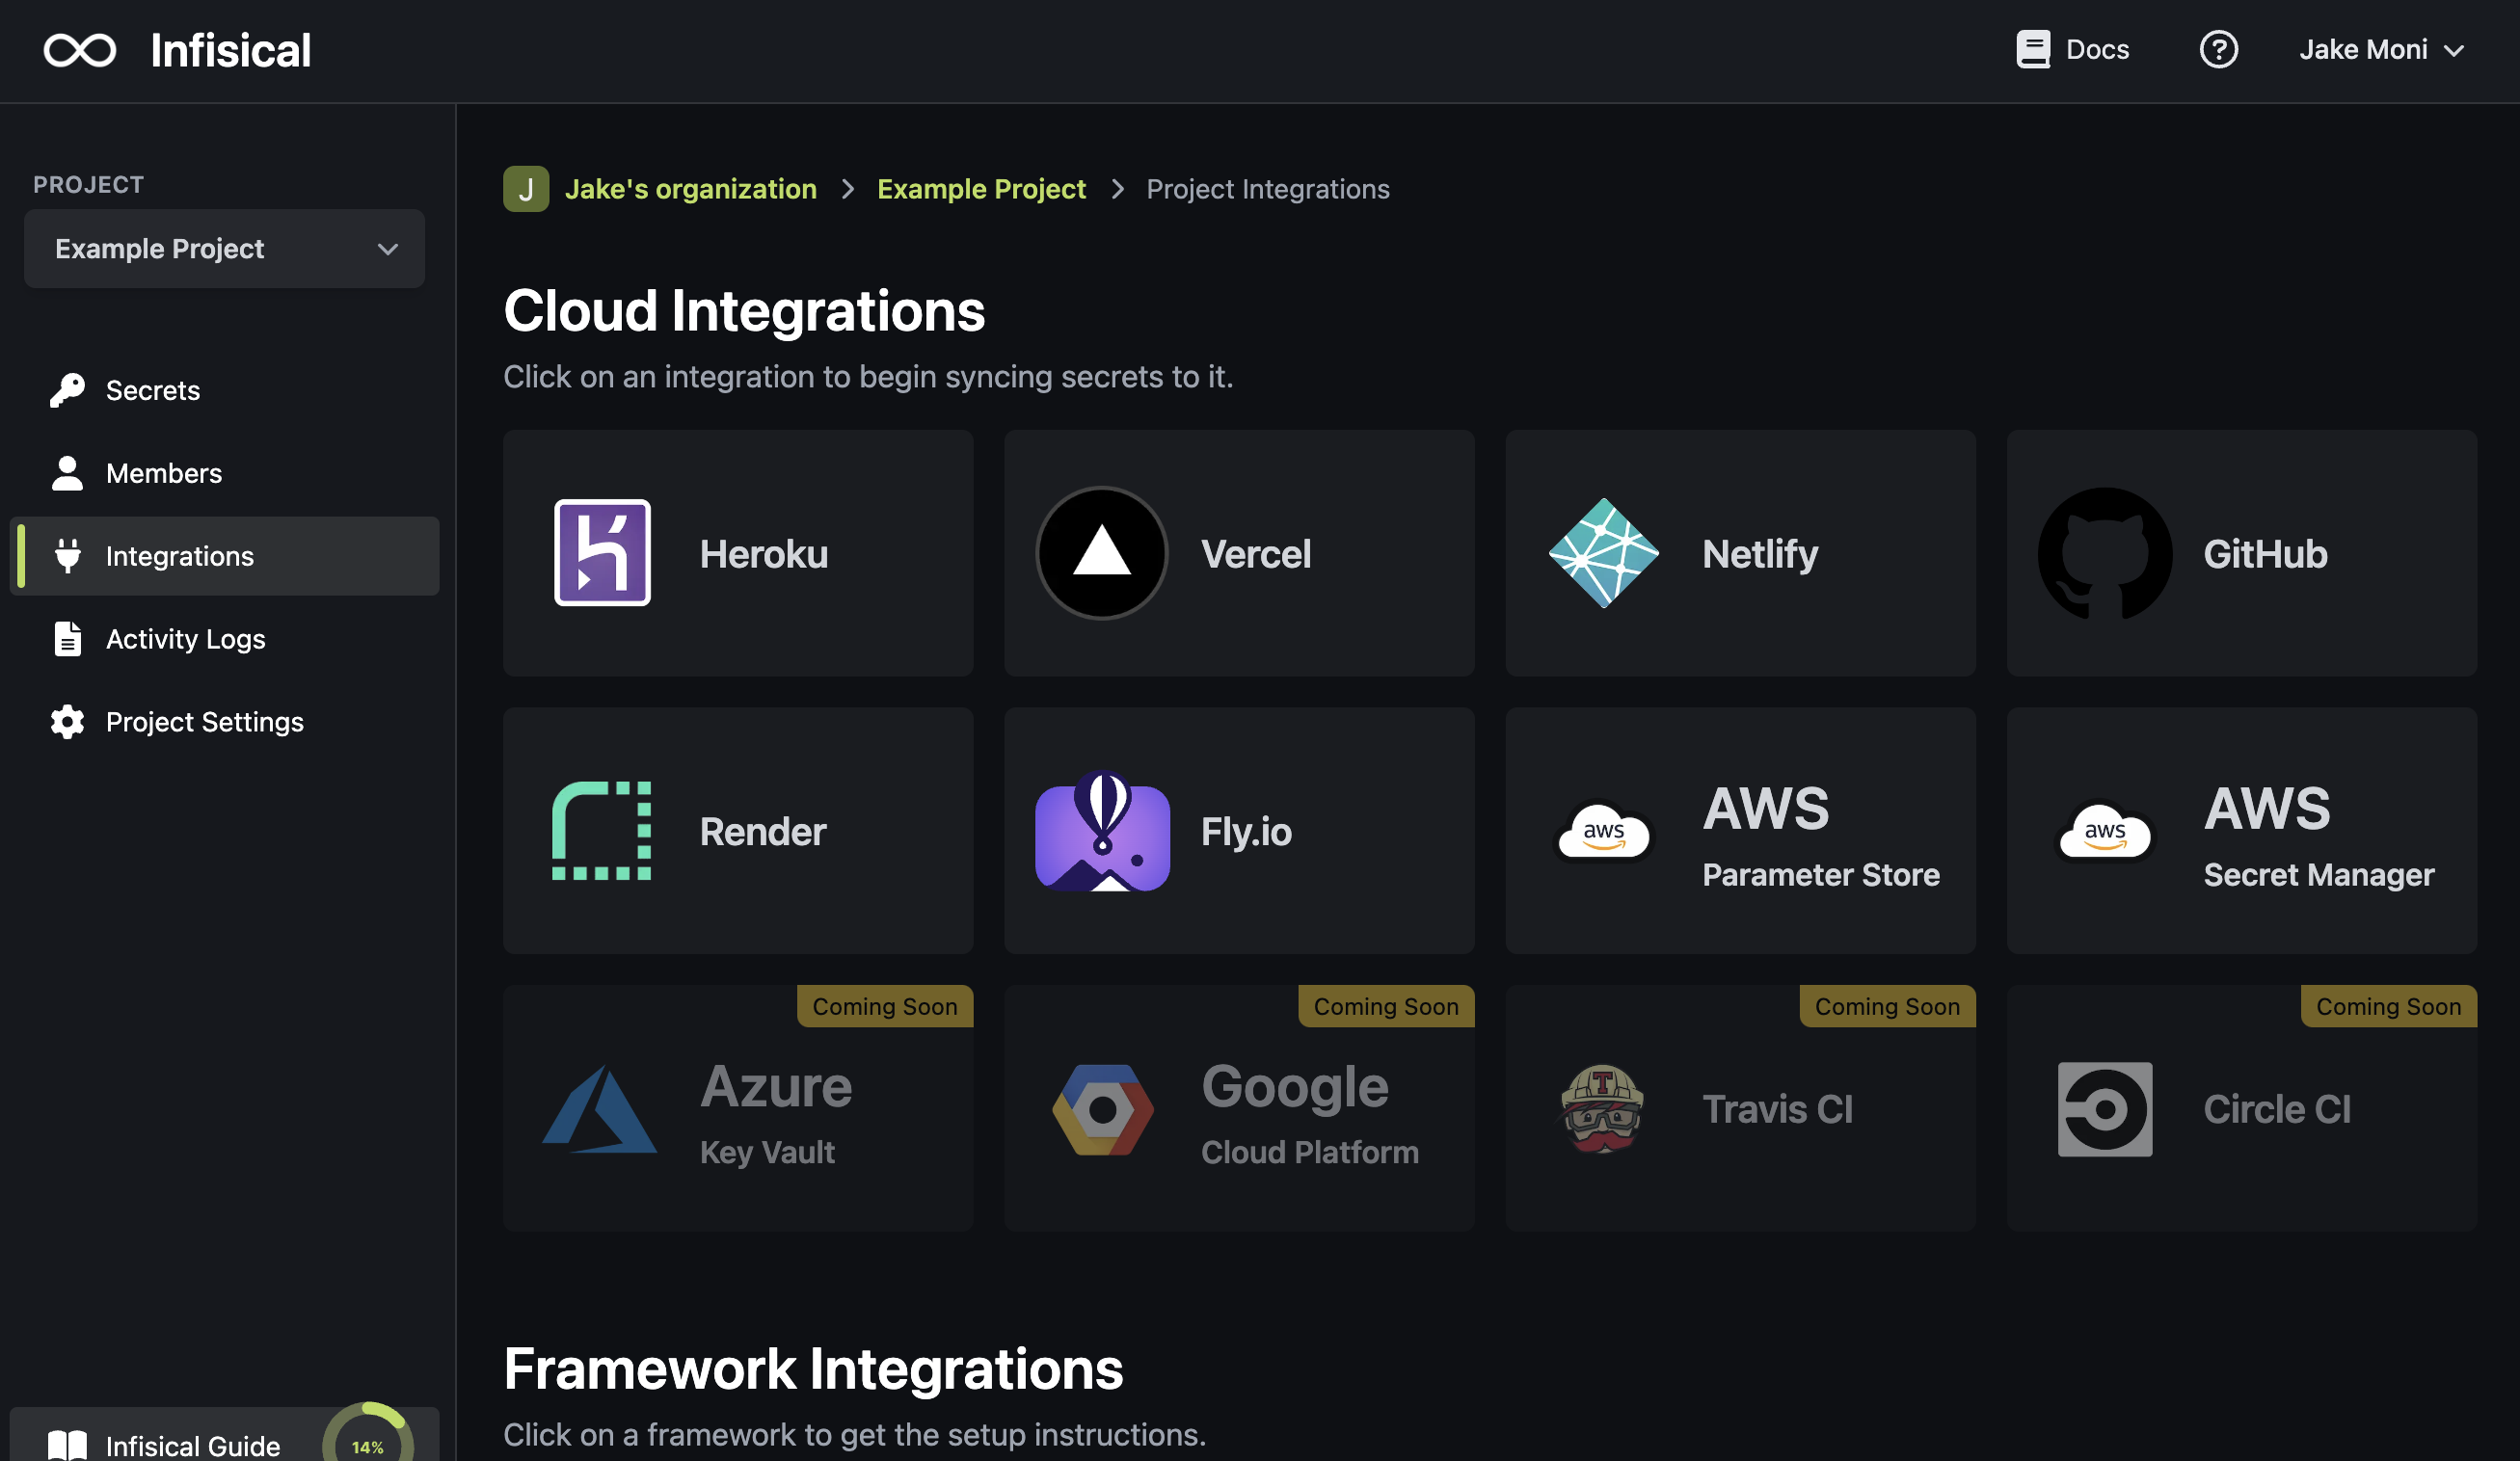 Infisical
Docs
Jake Moni
PROJECT
Example Project
Secrets
Members
Integrations
Activity Logs
Project Settings
Infisical Guide
14%
J Jake's organization > Example Project > Project Integrations
Cloud Integrations
Click on an integration to begin syncing secrets to it.
Heroku
Vercel
Netlify
GitHub
Render
Fly.io
aws
AWS
Parameter Store
aws
AWS
Secret Manager
Coming Soon
Azure
Key Vault
Coming Soon
Google
Cloud Platform
Coming Soon
T
Travis CI
Coming Soon
Circle CI
Framework Integrations
Click on a framework to get the setup instructions.